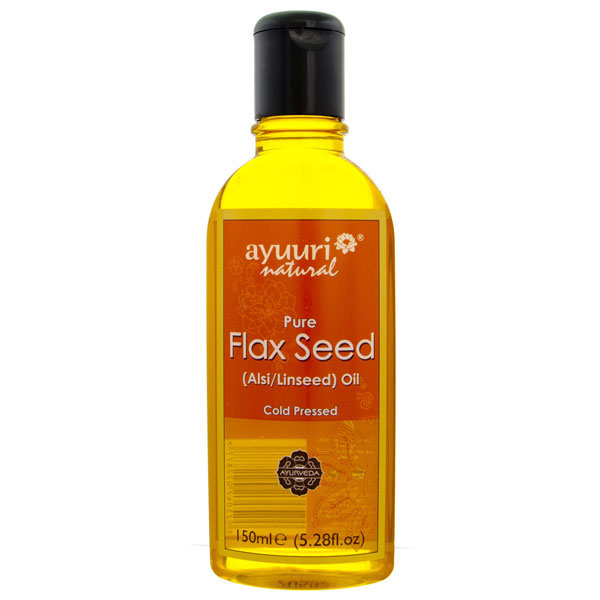 ayuuri®
natural
Pure
Flax Seed
(Alsi/Linseed) Oil
Cold Pressed
AYURVEDA
150ml℮ (5.28fl.oz)